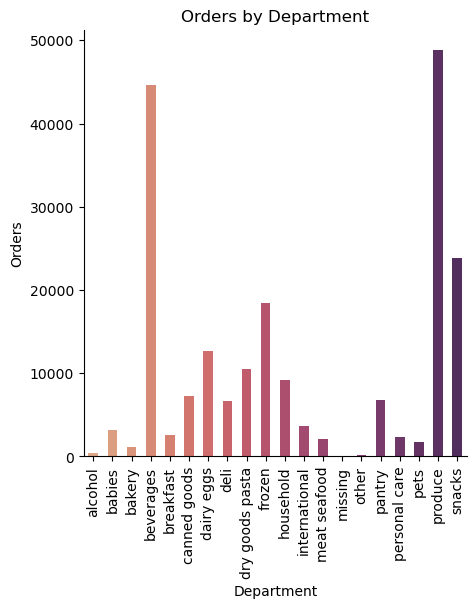 Orders by Department
50000
40000
30000
20000
10000
0
Orders
alcohol
babies
bakery
beverages
breakfast
canned goods
dairy eggs
deli
dry goods pasta
frozen
household
international
meat seafood
missing
other
pantry
personal care
pets
produce
snacks
Department